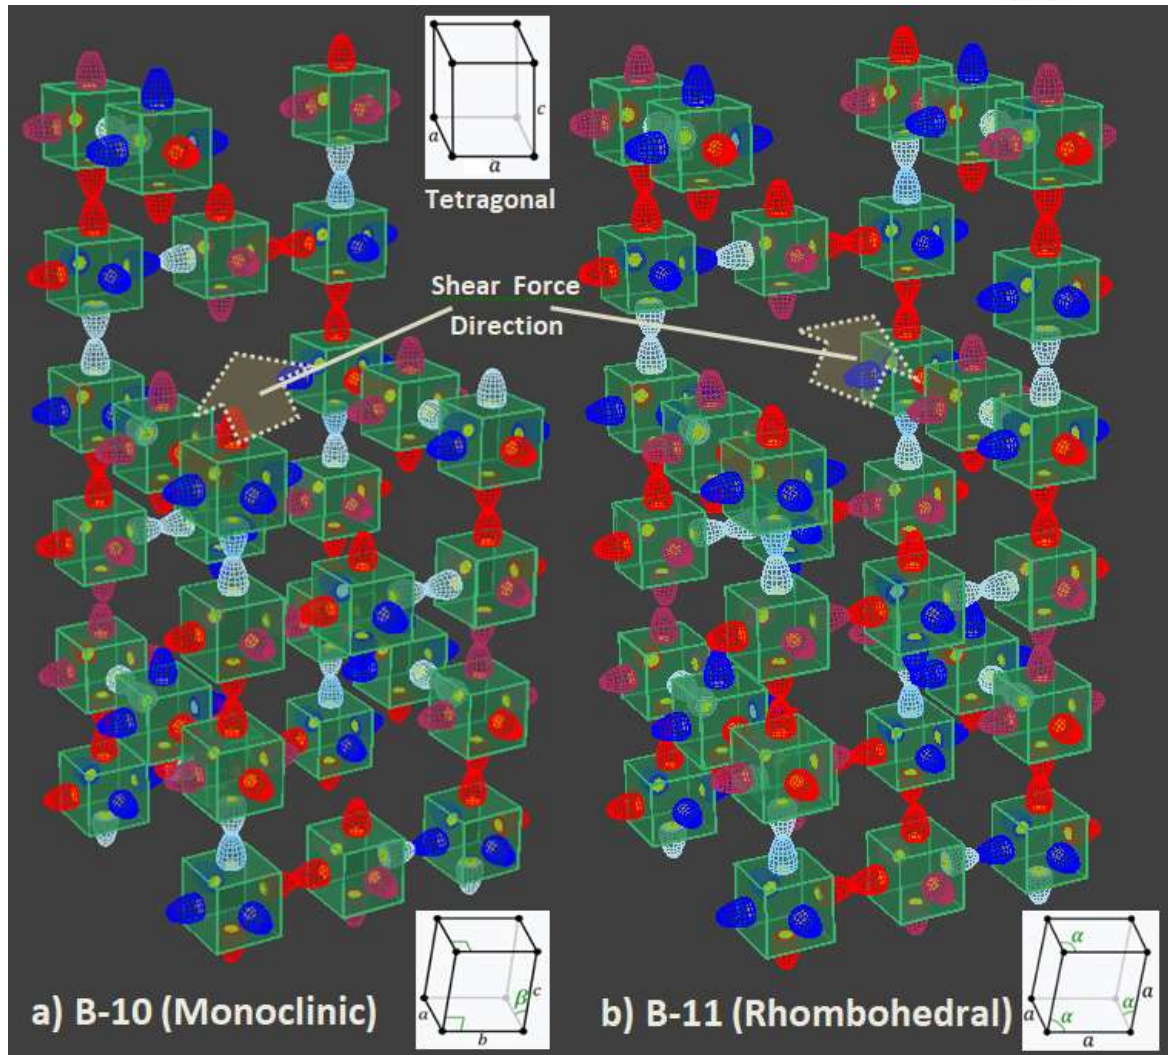 a
c
a
Tetragonal
Shear Force
Direction
a) B-10 (Monoclinic)
a
β
c
b
b) B-11 (Rhombohedral)
α
a
a
α
α
a